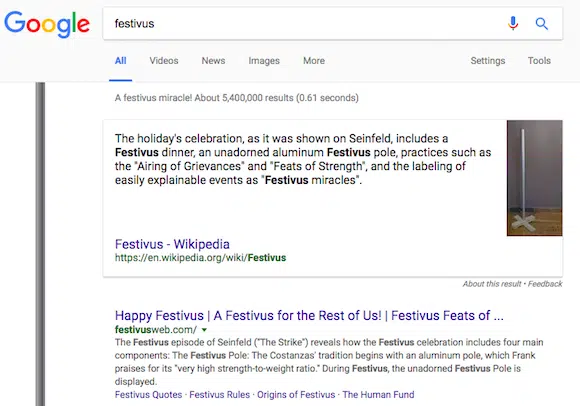 Google
festivus
All Videos News Images More Settings Tools
A festivus miracle! About 5,400,000 results (0.61 seconds)
The holiday's celebration, as it was shown on Seinfeld, includes a
Festivus dinner, an unadorned aluminum Festivus pole, practices such as
the "Airing of Grievances" and "Feats of Strength", and the labeling of
easily explainable events as "Festivus miracles".
Festivus - Wikipedia
https://en.wikipedia.org/wiki/Festivus
About this result • Feedback
Happy Festivus | A Festivus for the Rest of Us! | Festivus Feats of ...
festivusweb.com/
The Festivus episode of Seinfeld ("The Strike") reveals how the Festivus celebration includes four main
components: The Festivus Pole: The Costanzas' tradition begins with an aluminum pole, which Frank
praises for its "very high strength-to-weight ratio." During Festivus, the unadorned Festivus Pole is
displayed.
Festivus Quotes · Festivus Rules · Origins of Festivus · The Human Fund